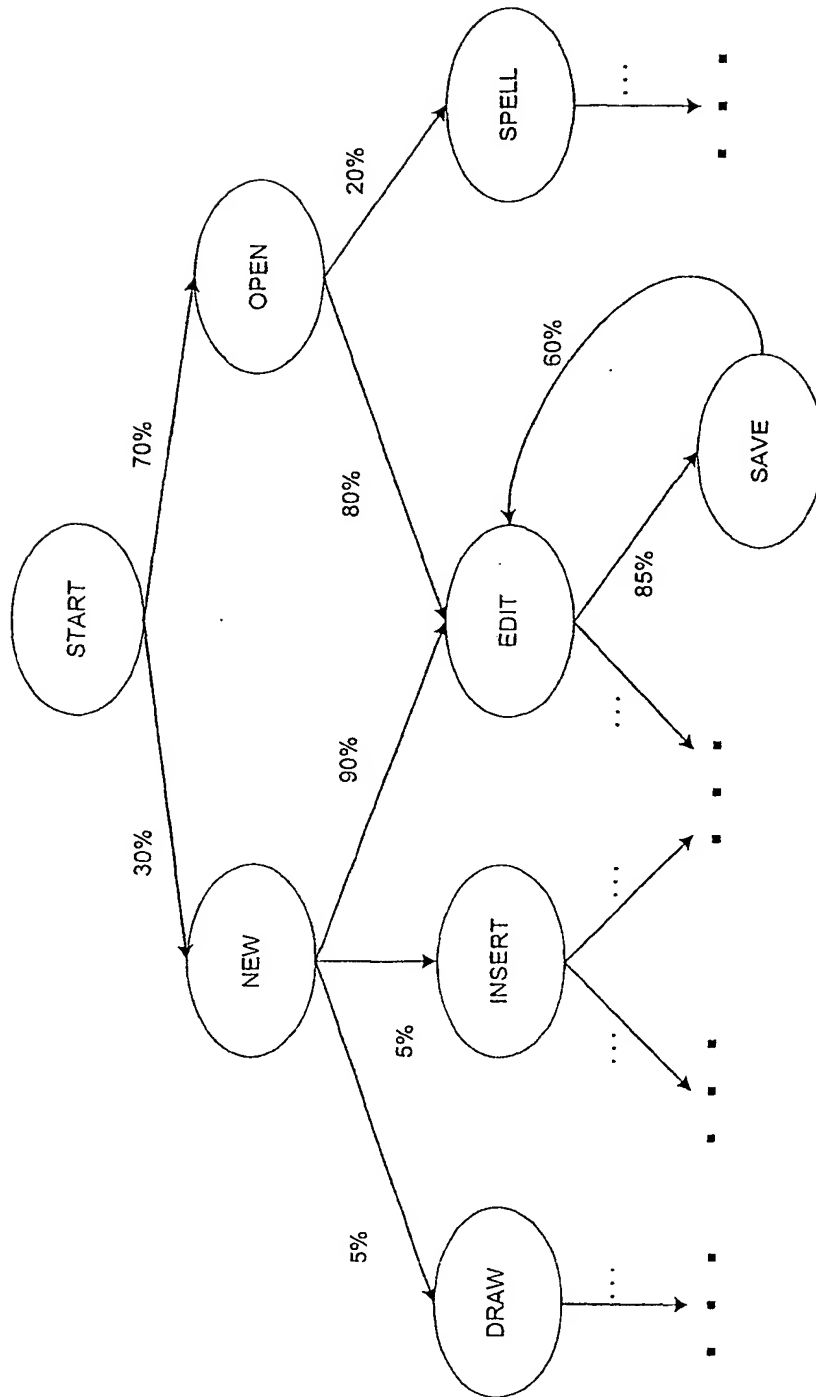 START
30%
70%
NEW
OPEN
5%
5%
90%
80%
20%
DRAW
INSERT
EDIT
SPELL
60%
85%
....
....
....
....
....
SAVE